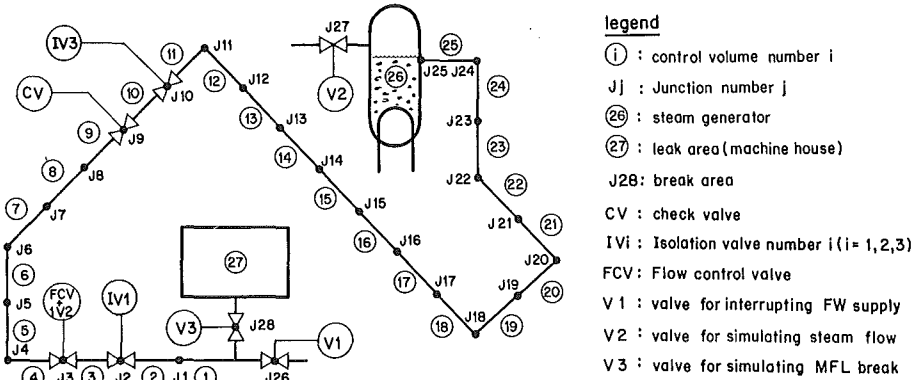 legend
i : control volume number i
Jj : Junction number j
26 : steam generator
27 : leak area (machine house)
J28: break area
CV : check valve
IVi : Isolation valve number i (i= 1,2,3)
FCV: Flow control valve
V1 : valve for interrupting FW supply
V2 : valve for simulating steam flow
V3 : valve for simulating MFL break
J27
IV3
11
J11
V2
26
25
J25
J24
12
J12
CV
10
J10
24
9
J9
13
J13
J23
8
J8
14
J14
23
7
J7
15
J15
J22
22
J6
16
J16
J21
21
6
27
17
J17
J20
J5
FCV
+
IV2
IV1
J19
20
5
V3
J28
18
J18
19
J4
V1
4
J3
3
J2
2
J1
1
J26